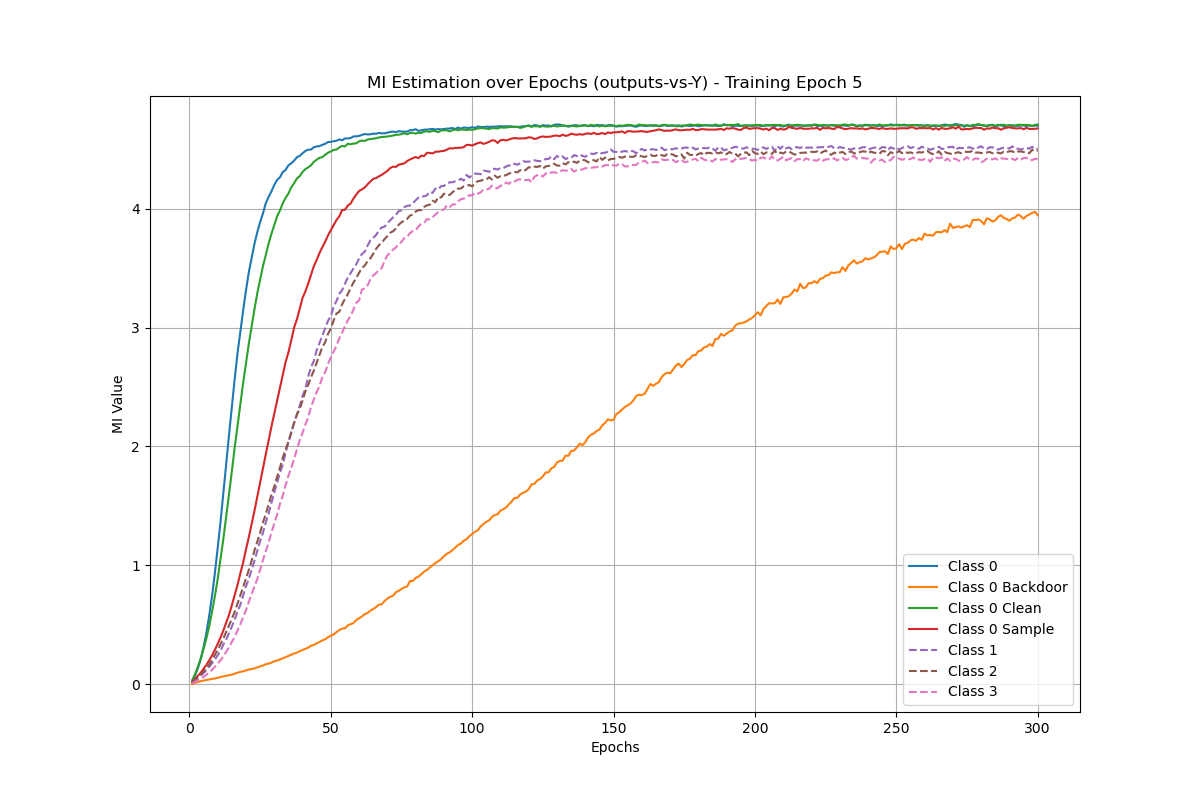 MI Estimation over Epochs (outputs-vs-Y) - Training Epoch 5
MI Value
4
3
2
1
0
0 50 100 150 200 250 300
Epochs
Class 0
Class 0 Backdoor
Class 0 Clean
Class 0 Sample
Class 1
Class 2
Class 3